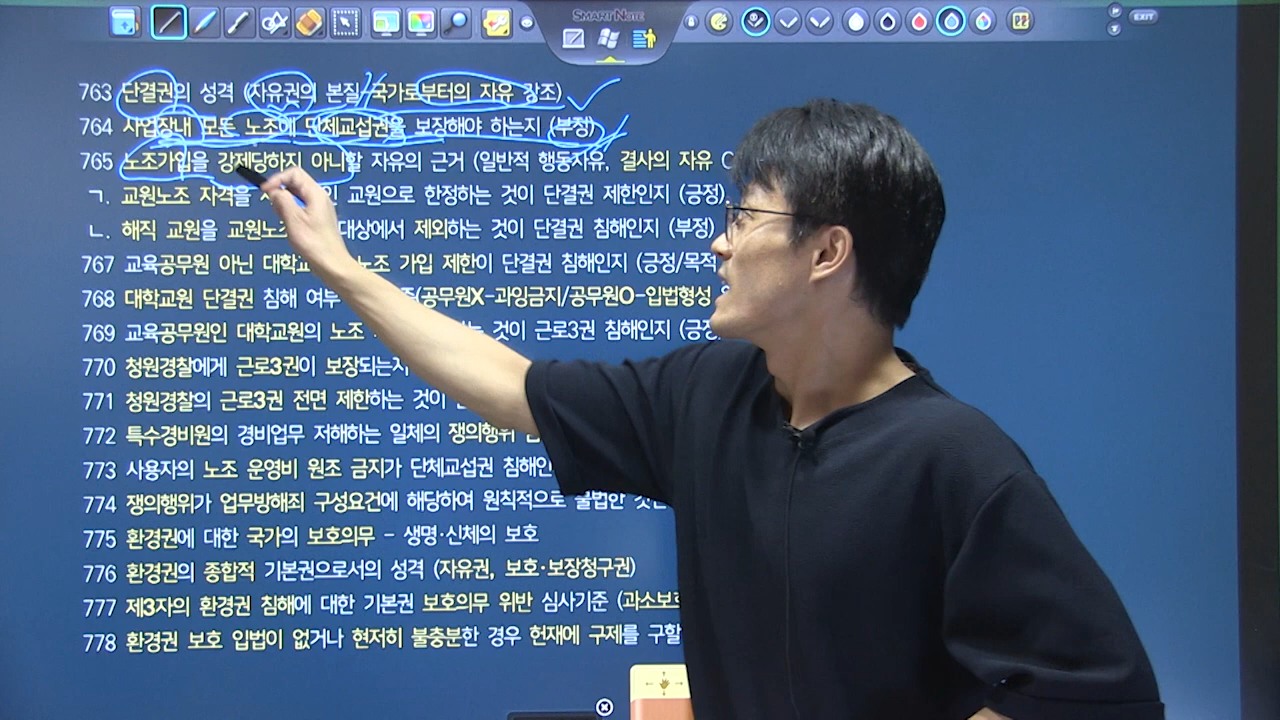 SMART NOTE
EXIT
763 단결권의 성격 (자유권의 본질, 국가로부터의 자유 강조)
764 사업장내 모든 노조에 단체교섭권을 보장해야 하는지 (부정)
765 노조가입을 강제당하지 아니할 자유의 근거 (일반적 행동자유, 결사의 자유
ㄱ. 교원노조 자격을 교원으로 한정하는 것이 단결권 제한인지 (긍정),
ㄴ. 해직 교원을 교원노조 대상에서 제외하는 것이 단결권 침해인지 (부정)
767 교육공무원 아닌 대학교 노조 가입 제한이 단결권 침해인지 (긍정/목적
768 대학교원 단결권 침해 여부 (공무원X-과잉금지/공무원O-입법형성
769 교육공무원인 대학교원의 노조 것이 근로3권 침해인지 (긍정
770 청원경찰에게 근로3권이 보장되는지
771 청원경찰의 근로3권 전면 제한하는 것이
772 특수경비원의 경비업무 저해하는 일체의 쟁의행위
773 사용자의 노조 운영비 원조 금지가 단체교섭권 침해인
774 쟁의행위가 업무방해죄 구성요건에 해당하여 원칙적으로 불법한 것인
775 환경권에 대한 국가의 보호의무 - 생명·신체의 보호
776 환경권의 종합적 기본권으로서의 성격 (자유권, 보호·보장청구권)
777 제3자의 환경권 침해에 대한 기본권 보호의무 위반 심사기준 (과소보호
778 환경권 보호 입법이 없거나 현저히 불충분한 경우 헌재에 구제를 구할